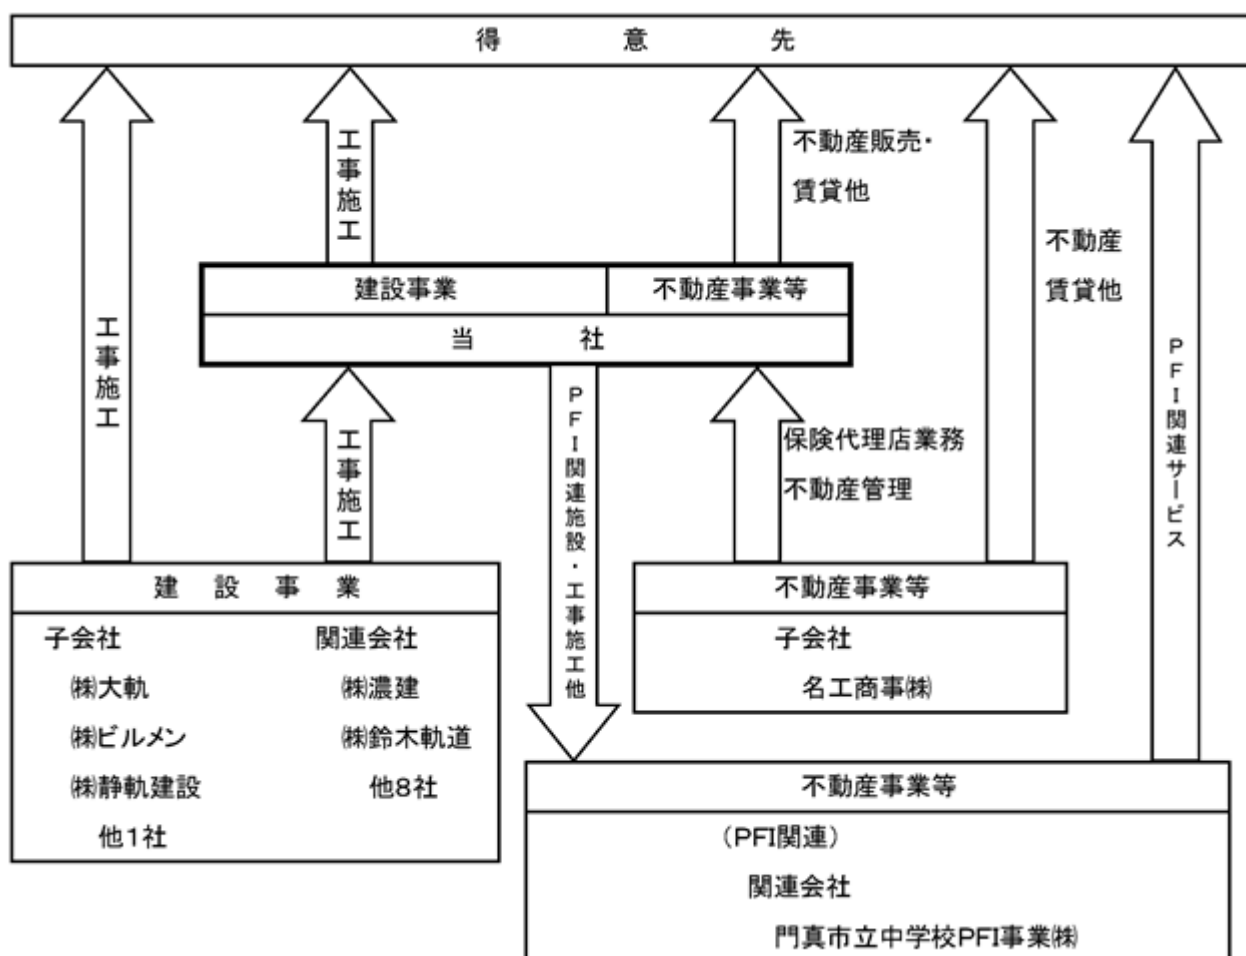 得意先
工事施工
工事施工
不動産販売・
賃貸他
不動産
賃貸他
PFI関連サービス
建設事業
不動産事業等
当社
工事施工
PFI関連施設・工事施工他
保険代理店業務
不動産管理
建設事業
子会社
関連会社
㈱大軌
㈱濃建
㈱ビルメン
㈱鈴木軌道
㈱静軌建設
他8社
他1社
不動産事業等
子会社
名工商事㈱
不動産事業等
（PFI関連）
関連会社
門真市立中学校PFI事業㈱